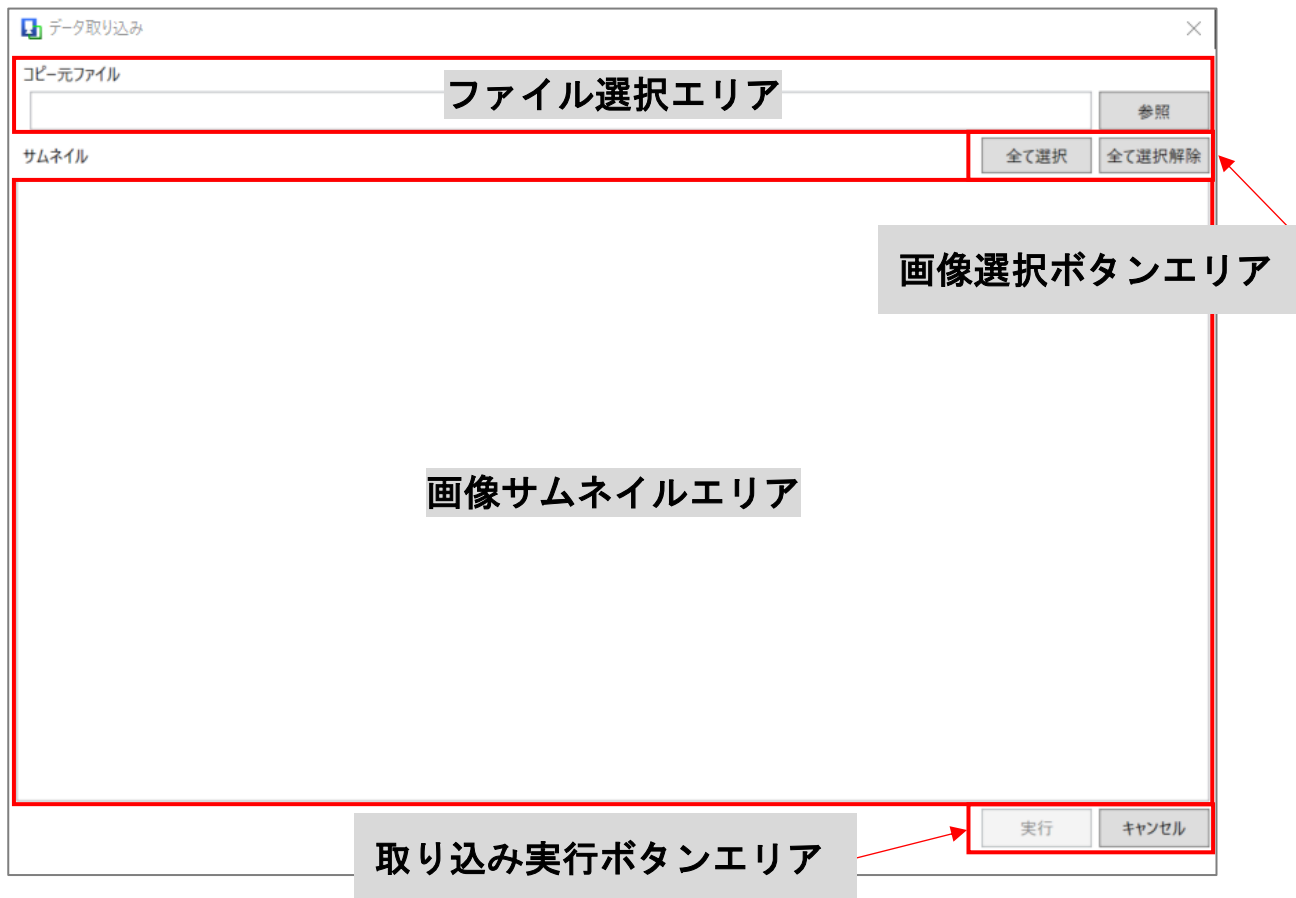 データ取り込み
コピー元ファイル
ファイル選択エリア
参照
サムネイル
全て選択
全て選択解除
画像選択ボタンエリア
画像サムネイルエリア
実行
キャンセル
取り込み実行ボタンエリア